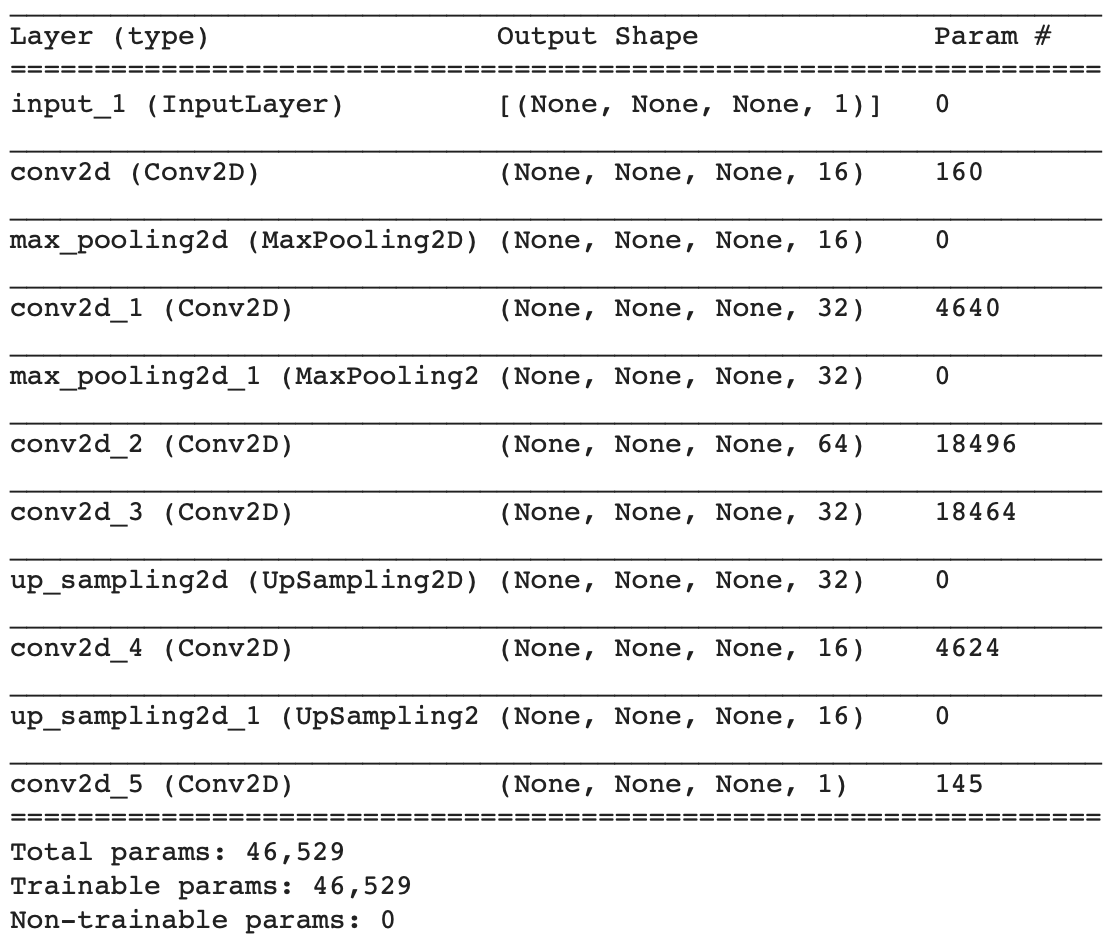 Layer (type) Output Shape Param #
input_1 (InputLayer) [(None, None, None, 1)] 0
conv2d (Conv2D) (None, None, None, 16) 160
max_pooling2d (MaxPooling2D) (None, None, None, 16) 0
conv2d_1 (Conv2D) (None, None, None, 32) 4640
max_pooling2d_1 (MaxPooling2 (None, None, None, 32) 0
conv2d_2 (Conv2D) (None, None, None, 64) 18496
conv2d_3 (Conv2D) (None, None, None, 32) 18464
up_sampling2d (UpSampling2D) (None, None, None, 32) 0
conv2d_4 (Conv2D) (None, None, None, 16) 4624
up_sampling2d_1 (UpSampling2 (None, None, None, 16) 0
conv2d_5 (Conv2D) (None, None, None, 1) 145
Total params: 46,529
Trainable params: 46,529
Non-trainable params: 0